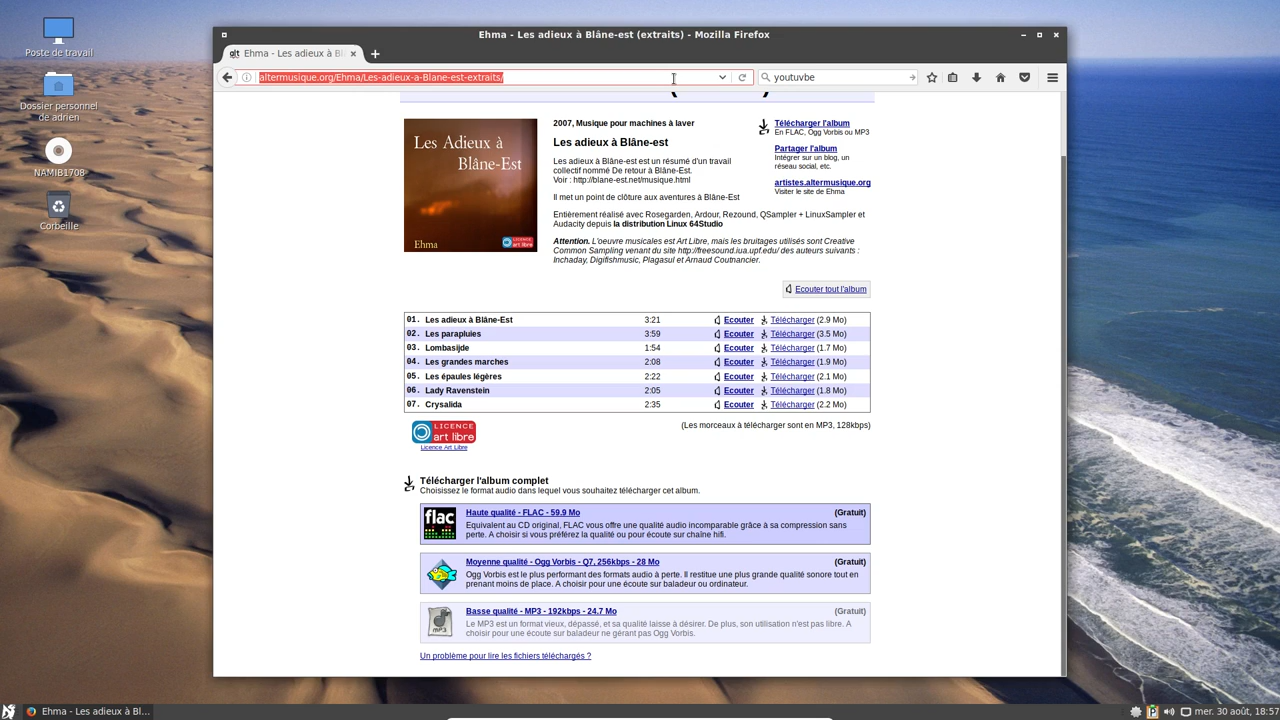 Poste de travail
Dossier personnel
de adrien
NAMIB1708
Corbeille
Ehma - Les adieux à Blâne-est (extraits) - Mozilla Firefox
Ehma - Les adieux à Bl
altermusique.org/Ehma/Les-adieux-a-Blane-est-extraits/
youtuvbe
Les Adieux à
Blâne-Est
Ehma
LICENCE
art libre
2007, Musique pour machines à laver
Les adieux à Blâne-est
Les adieux à Blâne-est est un résumé d'un travail
collectif nommé De retour à Blâne-Est.
Voir : http://blane-est.net/musique.html
Il met un point de clôture aux aventures à Blâne-Est
Entièrement réalisé avec Rosegarden, Ardour, Rezound, QSampler + LinuxSampler et
Audacity depuis la distribution Linux 64Studio
Attention. L'oeuvre musicales est Art Libre, mais les bruitages utilisés sont Creative
Common Sampling venant du site http://freesound.iua.upf.edu/ des auteurs suivants :
Inchaday, Digifishmusic, Plagasul et Arnaud Coutnancier.
Télécharger l'album
En FLAC, Ogg Vorbis ou MP3
Partager l'album
Intégrer sur un blog, un
réseau social, etc.
artistes.altermusique.org
Visiter le site de Ehma
Ecouter tout l'album
01. Les adieux à Blâne-Est 3:21 Ecouter Télécharger (2.9 Mo)
02. Les parapluies 3:59 Ecouter Télécharger (3.5 Mo)
03. Lombasijde 1:54 Ecouter Télécharger (1.7 Mo)
04. Les grandes marches 2:08 Ecouter Télécharger (1.9 Mo)
05. Les épaules légères 2:22 Ecouter Télécharger (2.1 Mo)
06. Lady Ravenstein 2:05 Ecouter Télécharger (1.8 Mo)
07. Crysalida 2:35 Ecouter Télécharger (2.2 Mo)
LICENCE
art libre
Licence Art Libre
(Les morceaux à télécharger sont en MP3, 128kbps)
Télécharger l'album complet
Choisissez le format audio dans lequel vous souhaitez télécharger cet album.
flac
Haute qualité - FLAC - 59.9 Mo (Gratuit)
Equivalent au CD original, FLAC vous offre une qualité audio incomparable grâce à sa compression sans
perte. A choisir si vous préférez la qualité ou pour écoute sur chaîne hifi.
Moyenne qualité - Ogg Vorbis - Q7, 256kbps - 28 Mo (Gratuit)
Ogg Vorbis est le plus performant des formats audio à perte. Il restitue une plus grande qualité sonore tout en
prenant moins de place. A choisir pour une écoute sur baladeur ou ordinateur.
MP3
Basse qualité - MP3 - 192kbps - 24.7 Mo (Gratuit)
Le MP3 est un format vieux, dépassé, et sa qualité laisse à désirer. De plus, son utilisation n'est pas libre. A
choisir pour une écoute sur baladeur ne gérant pas Ogg Vorbis.
Un problème pour lire les fichiers téléchargés ?
Ehma - Les adieux à Bl...
mer. 30 août, 18:57